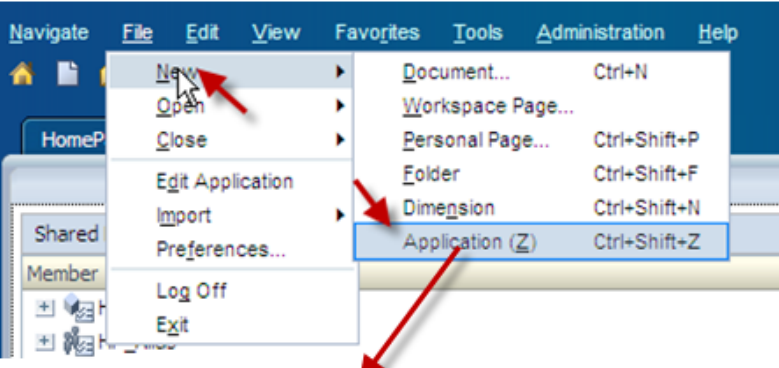 Navigate File Edit View Favorites Tools Administration Help
New Document... Ctrl+N
Open Workspace Page...
HomeP Close Personal Page... Ctrl+Shift+P
Folder Ctrl+Shift+F
Edit Application Dimension Ctrl+Shift+N
Shared Import Application (Z) Ctrl+Shift+Z
Preferences...
Member
Log Off
Exit